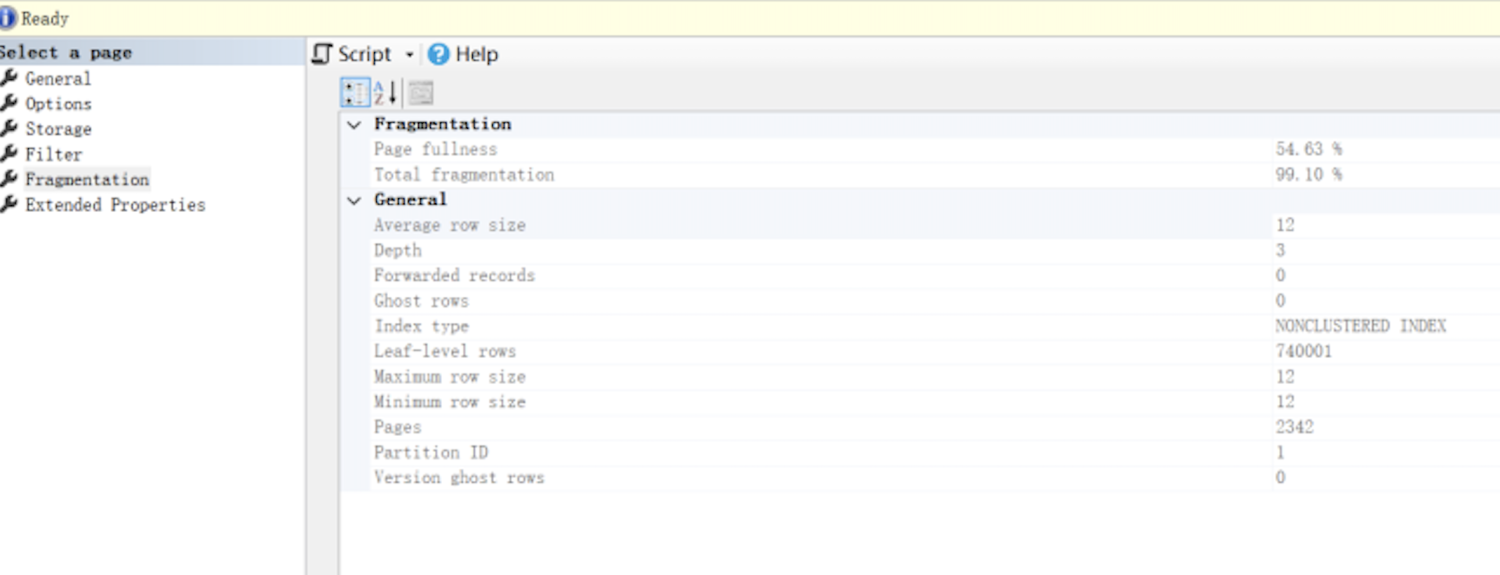 Ready
Select a page
General
Options
Storage
Filter
Fragmentation
Extended Properties
Script Help
Fragmentation
Page fullness 54.63 %
Total fragmentation 99.10 %
General
Average row size 12
Depth 3
Forwarded records 0
Ghost rows 0
Index type NONCLUSTERED INDEX
Leaf-level rows 740001
Maximum row size 12
Minimum row size 12
Pages 2342
Partition ID 1
Version ghost rows 0